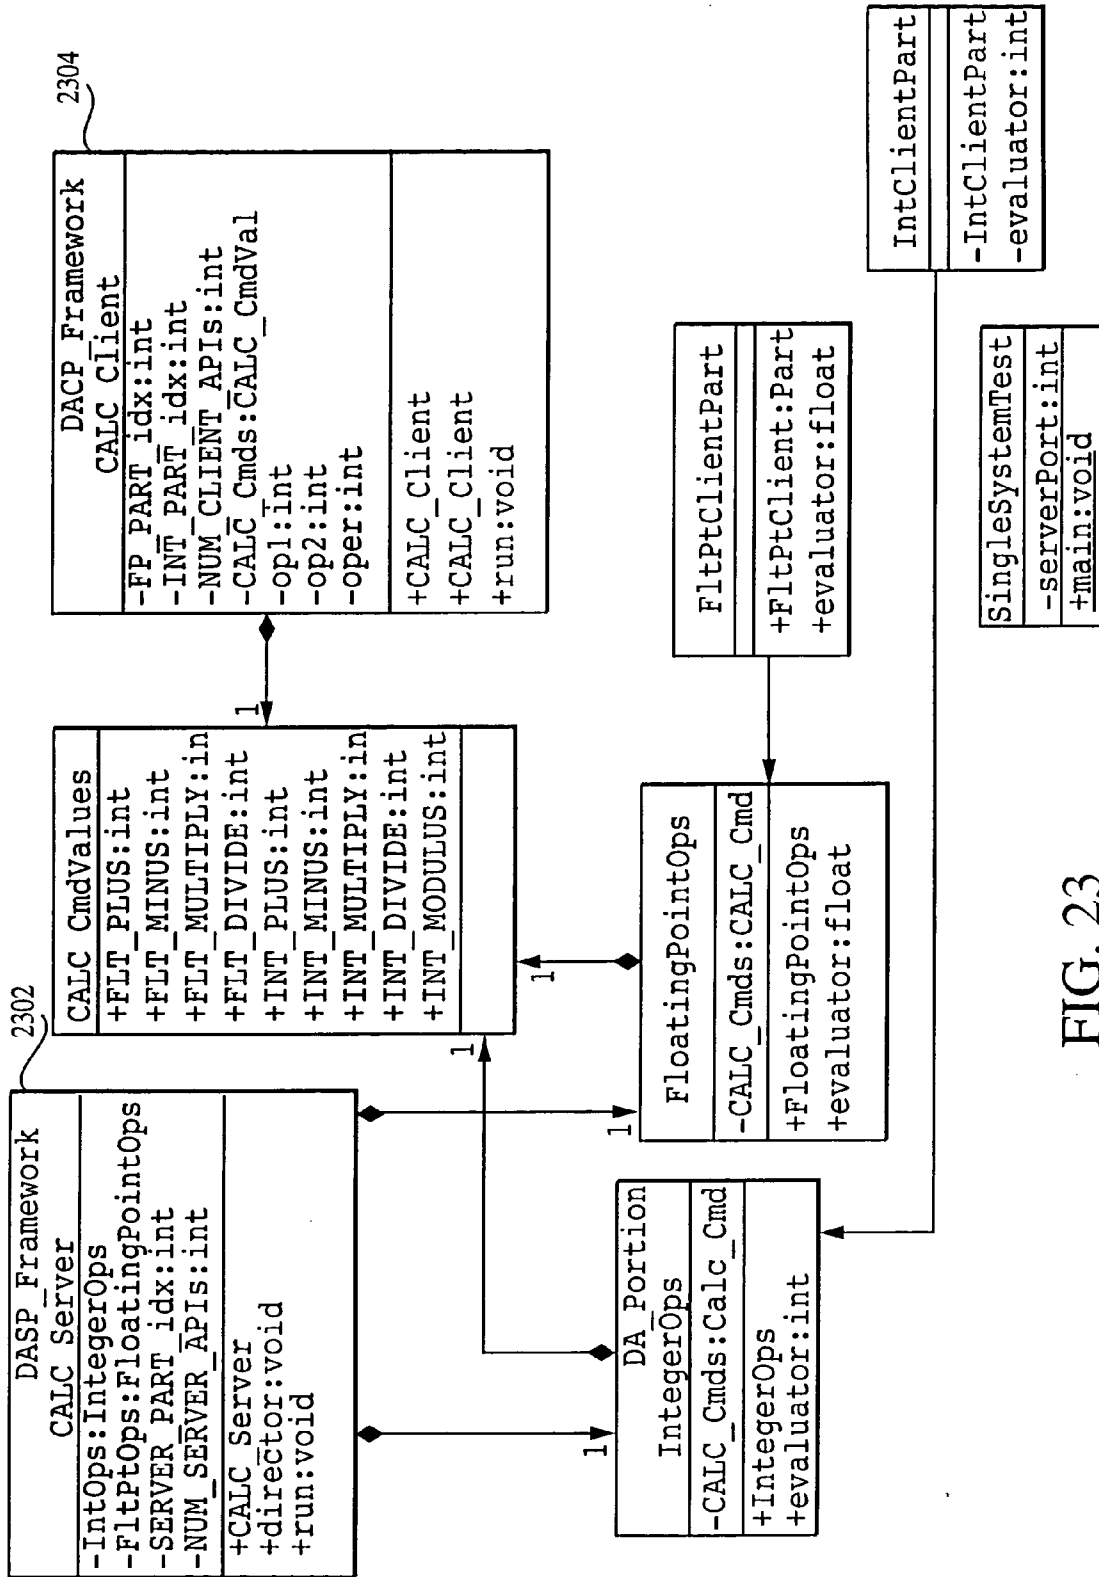 2302
DASP_Framework
CALC_Server
-IntOps:IntegerOps
-FltPtOps:FloatingPointOps
-SERVER_PART_idx:int
-NUM_SERVER_APIs:int
+CALC_Server
+director:void
+run:void
CALC_CmdValues
+FLT_PLUS:int
+FLT_MINUS:int
+FLT_MULTIPLY:in
+FLT_DIVIDE:int
+INT_PLUS:int
+INT_MINUS:int
+INT_MULTIPLY:in
+INT_DIVIDE:int
+INT_MODULUS:int
2304
DACP_Framework
CALC_Client
-FP_PART_idx:int
-INT_PART_idx:int
-NUM_CLIENT_APIs:int
-CALC_Cmds:CALC_CmdVal
-op1:int
-op2:int
-oper:int
+CALC_Client
+CALC_Client
+run:void
1
1
1
1
1
DA_Portion
IntegerOps
-CALC_Cmds:Calc_Cmd
+IntegerOps
+evaluator:int
FloatingPointOps
-CALC_Cmds:CALC_Cmd
+FloatingPointOps
+evaluator:float
FltPtClientPart
+FltPtClient:Part
+evaluator:float
IntClientPart
-IntClientPart
-evaluator:int
SingleSystemTest
-serverPort:int
+main:void
FIG. 23